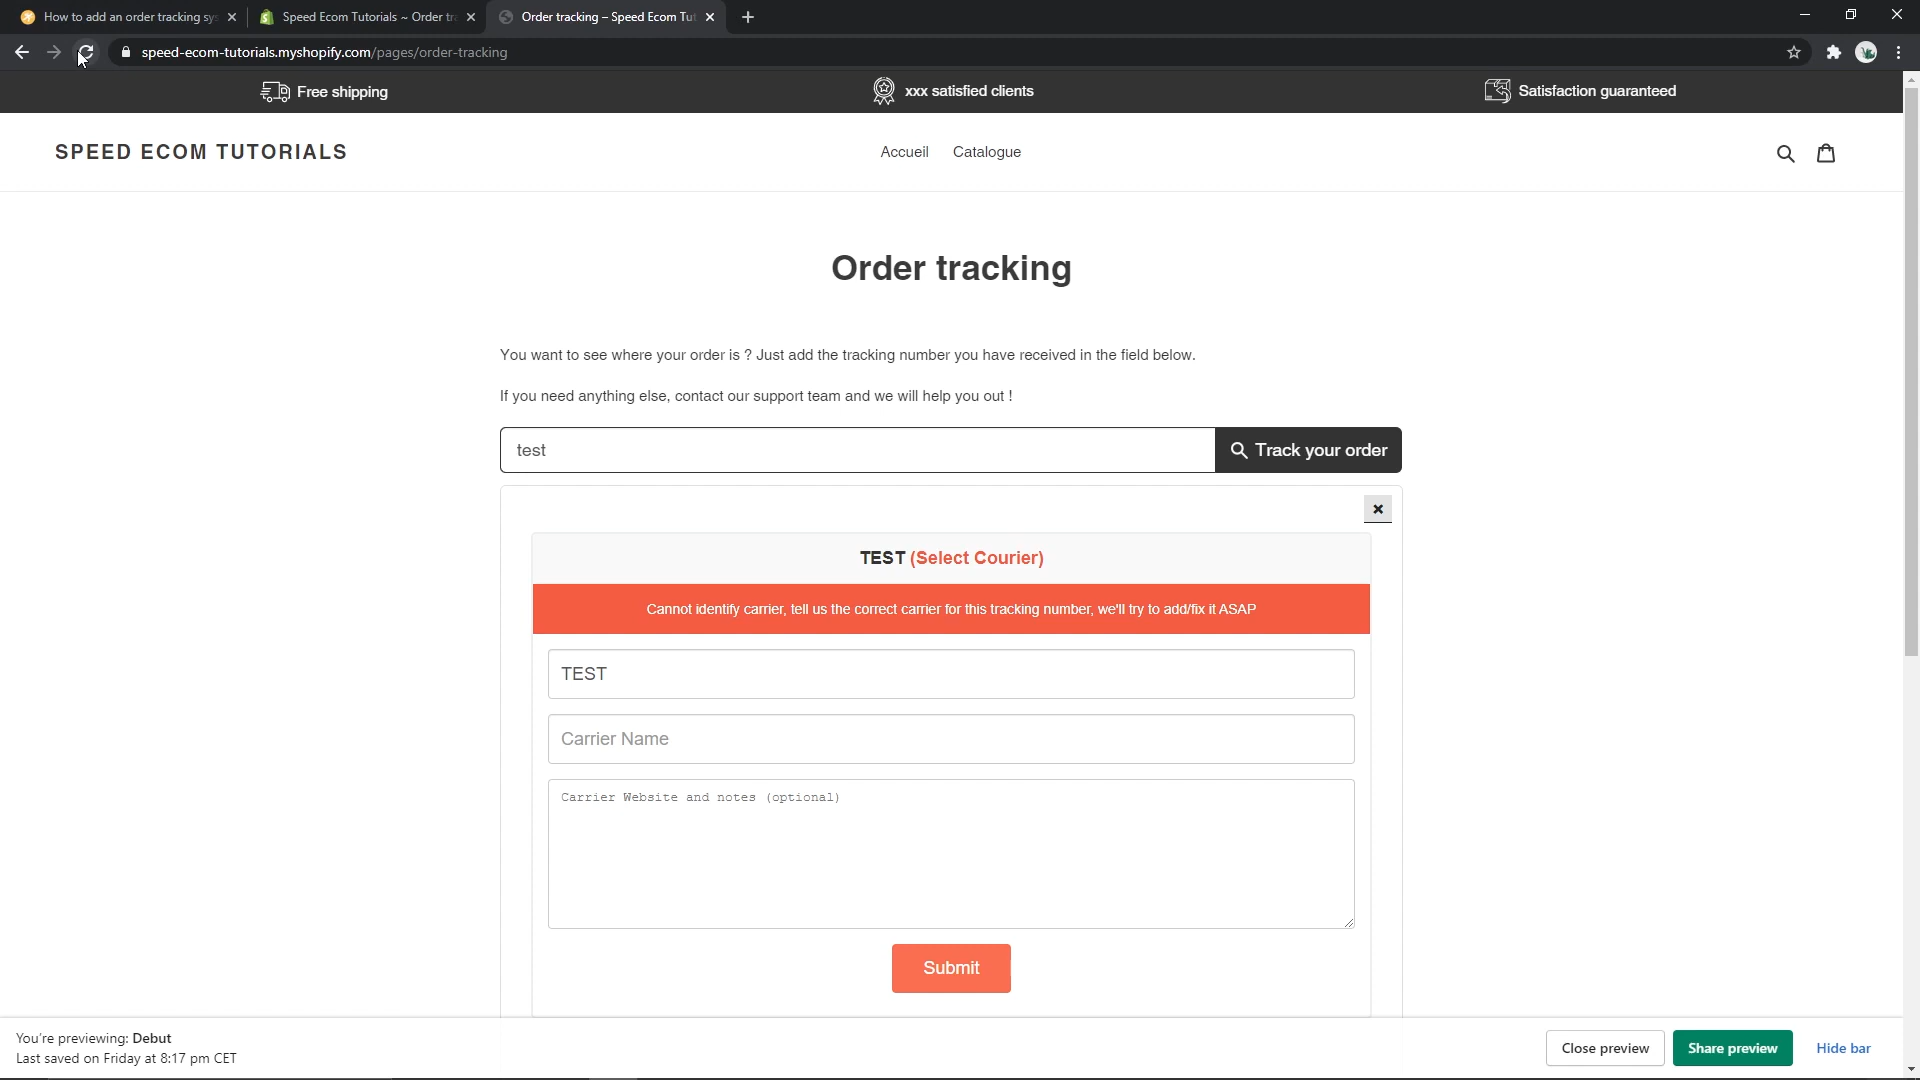 How to add an order tracking sy
Speed Ecom Tutorials ~ Order tr
Order tracking – Speed Ecom Tut
speed-ecom-tutorials.myshopify.com/pages/order-tracking
Free shipping
xxx satisfied clients
Satisfaction guaranteed
SPEED ECOM TUTORIALS
Accueil
Catalogue
Order tracking
You want to see where your order is ? Just add the tracking number you have received in the field below.
If you need anything else, contact our support team and we will help you out !
test
Track your order
TEST (Select Courier)
Cannot identify carrier, tell us the correct carrier for this tracking number, we'll try to add/fix it ASAP
TEST
Carrier Name
Carrier Website and notes (optional)
Submit
You're previewing: Debut
Last saved on Friday at 8:17 pm CET
Close preview
Share preview
Hide bar